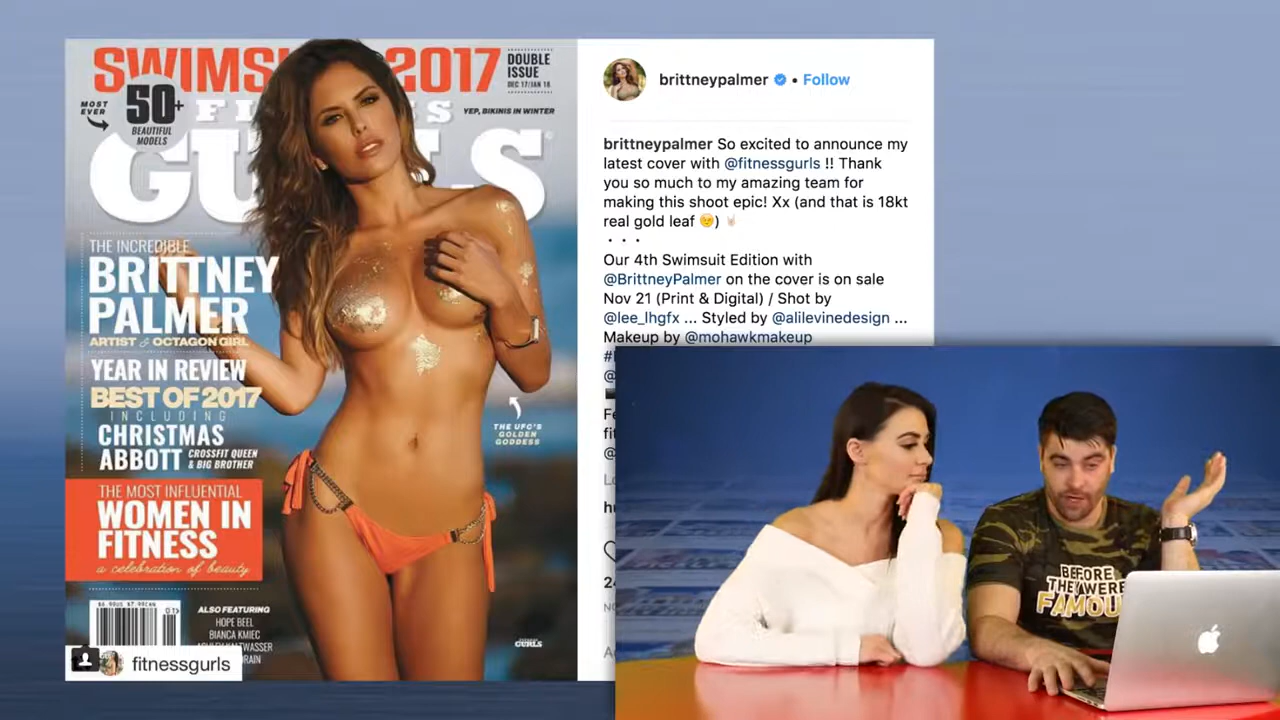 SWIMS 2017
DOUBLE
ISSUE
DEC 17/JAN 18
MOST
EVER
50+
BEAUTIFUL
MODELS
YEP, BIKINIS IN WINTER
FI S
GU LS
THE INCREDIBLE
BRITTNEY
PALMER
ARTIST & OCTAGON GIRL
YEAR IN REVIEW
BEST OF 2017
INCLUDING
CHRISTMAS
ABBOTT
CROSSFIT QUEEN
& BIG BROTHER
THE UFC'S
GOLDEN
GODDESS
THE MOST INFLUENTIAL
WOMEN IN
FITNESS
a celebration of beauty
ALSO FEATURING
HOPE BEEL
BIANCA KMIEC
GURLS
fitnessgurls
brittneypalmer • Follow
brittneypalmer So excited to announce my
latest cover with @fitnessgurls !! Thank
you so much to my amazing team for
making this shoot epic! Xx (and that is 18kt
real gold leaf 😏) 🤘🏻
• • •
Our 4th Swimsuit Edition with
@BrittneyPalmer on the cover is on sale
Nov 21 (Print & Digital) / Shot by
@lee_lhgfx ... Styled by @alilevinedesign ...
Makeup by @mohawkmakeup
BEFORE
THEY WERE
FAMOU